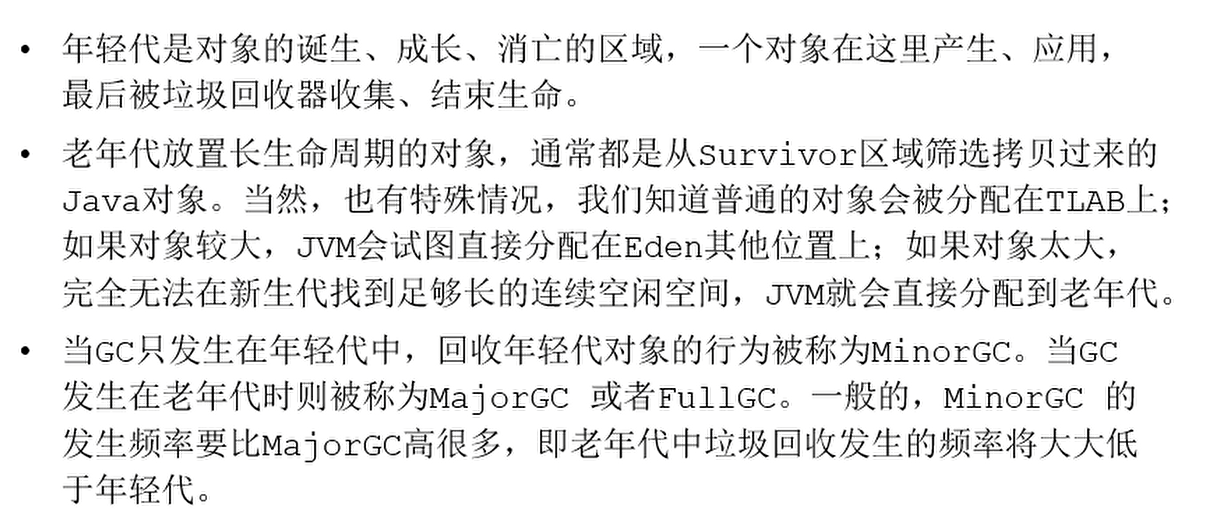 • 年轻代是对象的诞生、成长、消亡的区域，一个对象在这里产生、应用，
最后被垃圾回收器收集、结束生命。
• 老年代放置长生命周期的对象，通常都是从Survivor区域筛选拷贝过来的
Java对象。当然，也有特殊情况，我们知道普通的对象会被分配在TLAB上；
如果对象较大，JVM会试图直接分配在Eden其他位置上；如果对象太大，
完全无法在新生代找到足够长的连续空闲空间，JVM就会直接分配到老年代。
• 当GC只发生在年轻代中，回收年轻代对象的行为被称为MinorGC。当GC
发生在老年代时则被称为MajorGC 或者FullGC。一般的，MinorGC 的
发生频率要比MajorGC高很多，即老年代中垃圾回收发生的频率将大大低
于年轻代。